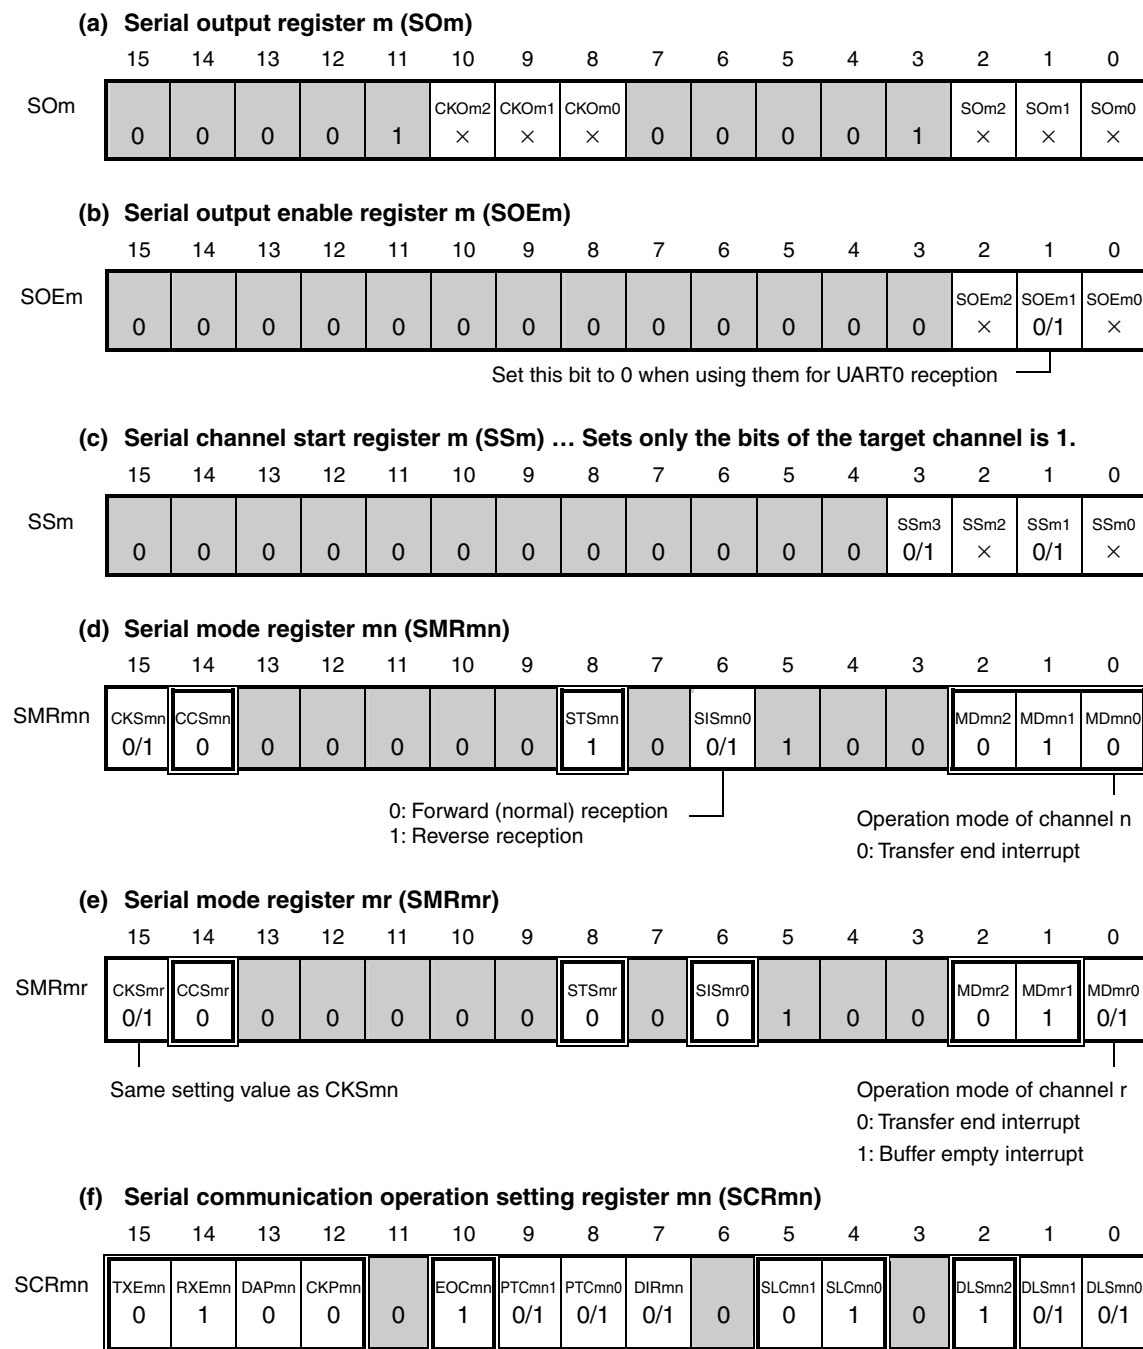 (a) Serial output register m (SOm)
15 14 13 12 11 10 9 8 7 6 5 4 3 2 1 0
CKOm2 CKOm1 CKOm0 SOm2 SOm1 SOm0
SOm 0 0 0 0 1 × × × 0 0 0 0 1 × × ×
(b) Serial output enable register m (SOEm)
15 14 13 12 11 10 9 8 7 6 5 4 3 2 1 0
SOEm2 SOEm1 SOEm0
SOEm 0 0 0 0 0 0 0 0 0 0 0 0 0 × 0/1 ×
Set this bit to 0 when using them for UART0 reception
(c) Serial channel start register m (SSm) … Sets only the bits of the target channel is 1.
15 14 13 12 11 10 9 8 7 6 5 4 3 2 1 0
SSm3 SSm2 SSm1 SSm0
SSm 0 0 0 0 0 0 0 0 0 0 0 0 0/1 × 0/1 ×
(d) Serial mode register mn (SMRmn)
15 14 13 12 11 10 9 8 7 6 5 4 3 2 1 0
CKSmn CCSmn STSmn SISmn0 MDmn2 MDmn1 MDmn0
SMRmn 0/1 0 0 0 0 0 0 1 0 0/1 1 0 0 0 1 0
0: Forward (normal) reception
1: Reverse reception
Operation mode of channel n
0: Transfer end interrupt
(e) Serial mode register mr (SMRmr)
15 14 13 12 11 10 9 8 7 6 5 4 3 2 1 0
CKSmr CCSmr STSmr SISmr0 MDmr2 MDmr1 MDmr0
SMRmr 0/1 0 0 0 0 0 0 0 0 0 1 0 0 0 1 0/1
Same setting value as CKSmn
Operation mode of channel r
0: Transfer end interrupt
1: Buffer empty interrupt
(f) Serial communication operation setting register mn (SCRmn)
15 14 13 12 11 10 9 8 7 6 5 4 3 2 1 0
TXEmn RXEmn DAPmn CKPmn EOCmn PTCmn1 PTCmn0 DIRmn SLCmn1 SLCmn0 DLSmn2 DLSmn1 DLSmn0
SCRmn 0 1 0 0 0 1 0/1 0/1 0/1 0 0 1 0 1 0/1 0/1